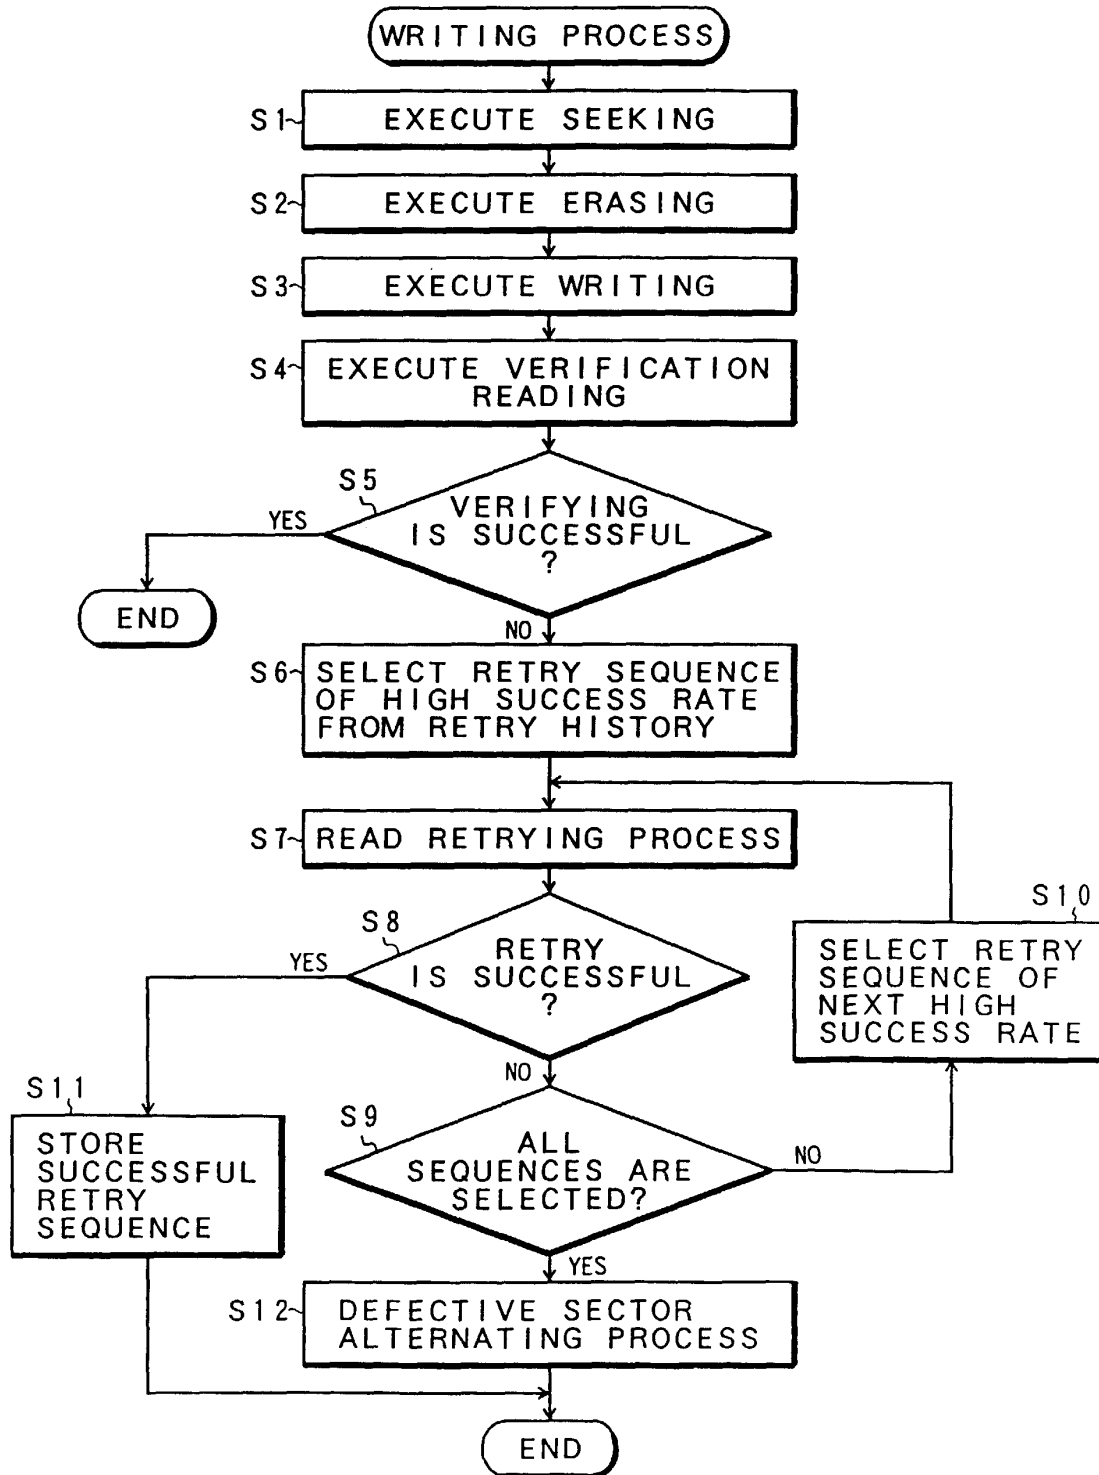 WRITING PROCESS
S1
EXECUTE SEEKING
S2
EXECUTE ERASING
S3
EXECUTE WRITING
S4
EXECUTE VERIFICATION
READING
S5
VERIFYING
IS SUCCESSFUL
?
YES
END
NO
S6
SELECT RETRY SEQUENCE
OF HIGH SUCCESS RATE
FROM RETRY HISTORY
S7
READ RETRYING PROCESS
S8
RETRY
IS SUCCESSFUL
?
YES
NO
S10
SELECT RETRY
SEQUENCE OF
NEXT HIGH
SUCCESS RATE
S11
STORE
SUCCESSFUL
RETRY
SEQUENCE
S9
ALL
SEQUENCES ARE
SELECTED?
NO
YES
S12
DEFECTIVE SECTOR
ALTERNATING PROCESS
END